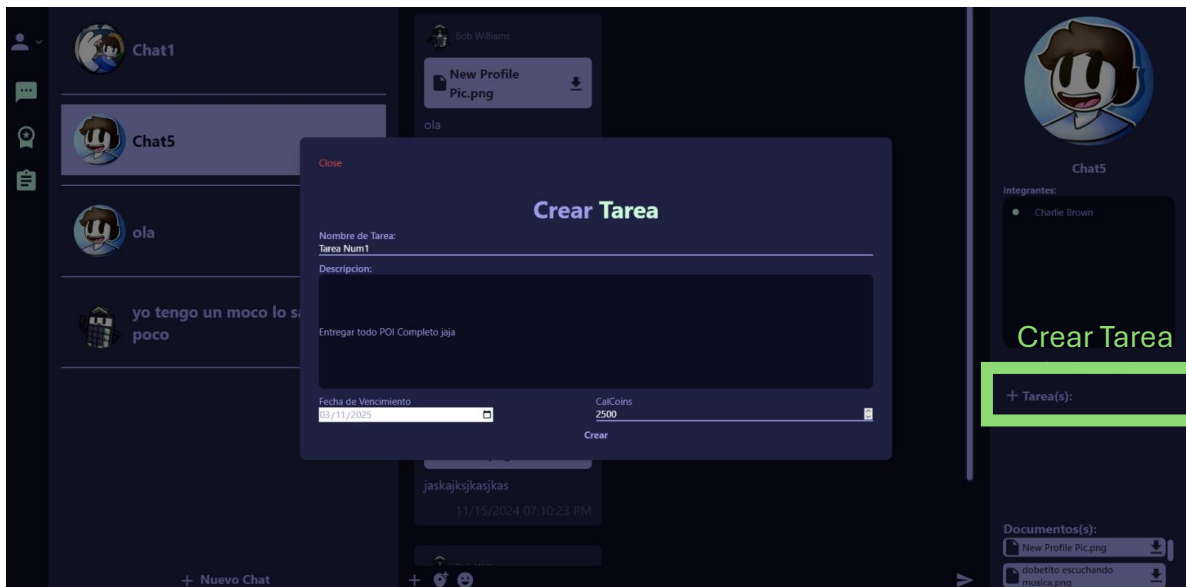 Chat1
Chat5
ola
yo tengo un moco lo sa
poco
+ Nuevo Chat
Bob Williams
New Profile
Pic.png
ola
Close
Crear Tarea
Nombre de Tarea:
Tarea Num1
Descripcion:
Entregar todo POI Completo jaja
Fecha de Vencimiento
03/11/2025
CalCoins
2500
Crear
jaskajksjkasjkas
11/15/2024 07:10:23 PM
Chat5
integrantes:
Charlie Brown
Crear Tarea
+ Tarea(s):
Documentos(s):
New Profile Pic.png
dobetito escuchando
musica.png